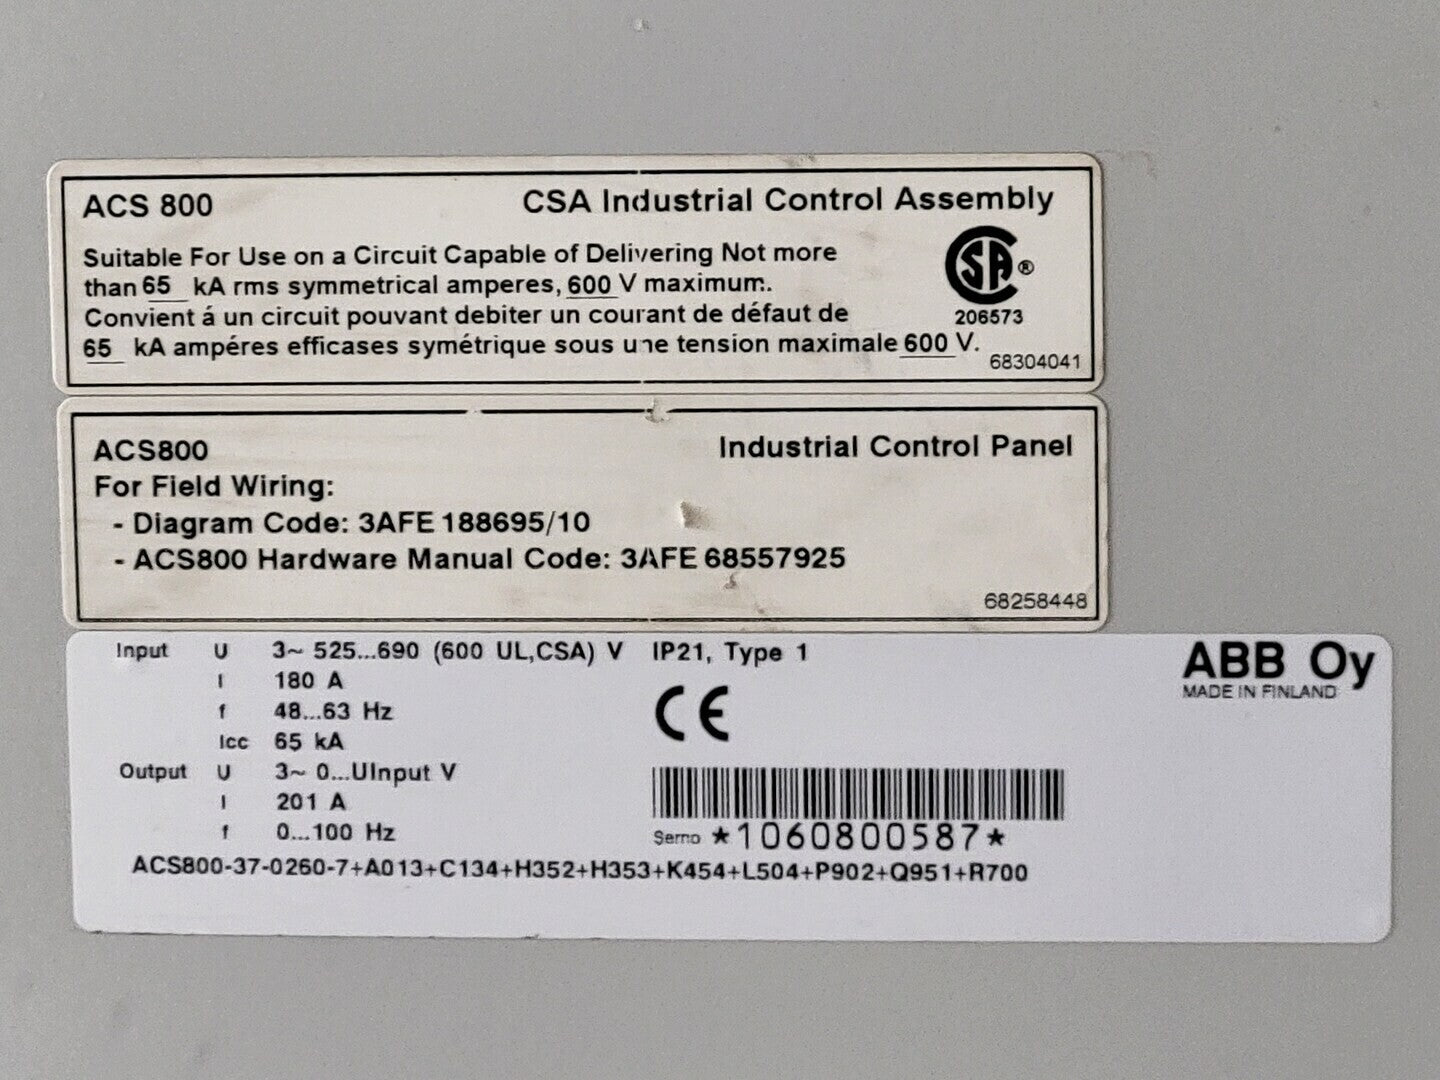 ACS 800 CSA Industrial Control Assembly
Suitable For Use on a Circuit Capable of Delivering Not more
than 65 kA rms symmetrical amperes, 600 V maximum.
Convient á un circuit pouvant debiter un courant de défaut de
65 kA ampéres efficases symétrique sous une tension maximale 600 V.
SA ®
206573
68304041
ACS800 Industrial Control Panel
For Field Wiring:
- Diagram Code: 3AFE 188695/10
- ACS800 Hardware Manual Code: 3AFE 68557925
68258448
Input U 3~ 525...690 (600 UL,CSA) V IP21, Type 1
I 180 A
f 48...63 Hz
Icc 65 kA
Output U 3~ 0...UInput V
I 201 A
f 0...100 Hz
CE
ABB Oy
MADE IN FINLAND
Serno *1060800587*
ACS800-37-0260-7+A013+C134+H352+H353+K454+L504+P902+Q951+R700